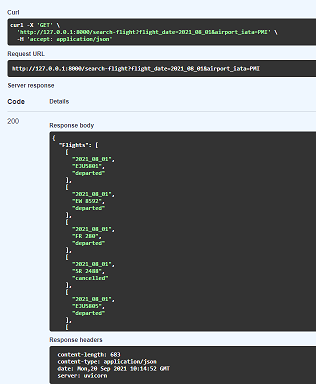 Curl
curl -X 'GET' \
'http://127.0.0.1:8000/search-flight?flight_date=2021_08_01&airport_iata=PMI' \
-H 'accept: application/json'
Request URL
http://127.0.0.1:8000/search-flight?flight_date=2021_08_01&airport_iata=PMI
Server response
Code Details
200
Response body
{
"Flights": [
[
"2021_08_01",
"EJU5801",
"departed"
],
[
"2021_08_01",
"EW 8592",
"departed"
],
[
"2021_08_01",
"FR 280",
"departed"
],
[
"2021_08_01",
"SR 2488",
"cancelled"
],
[
"2021_08_01",
"EJU5805",
"departed"
],
[
Response headers
content-length: 683
content-type: application/json
date: Mon,20 Sep 2021 10:14:52 GMT
server: uvicorn